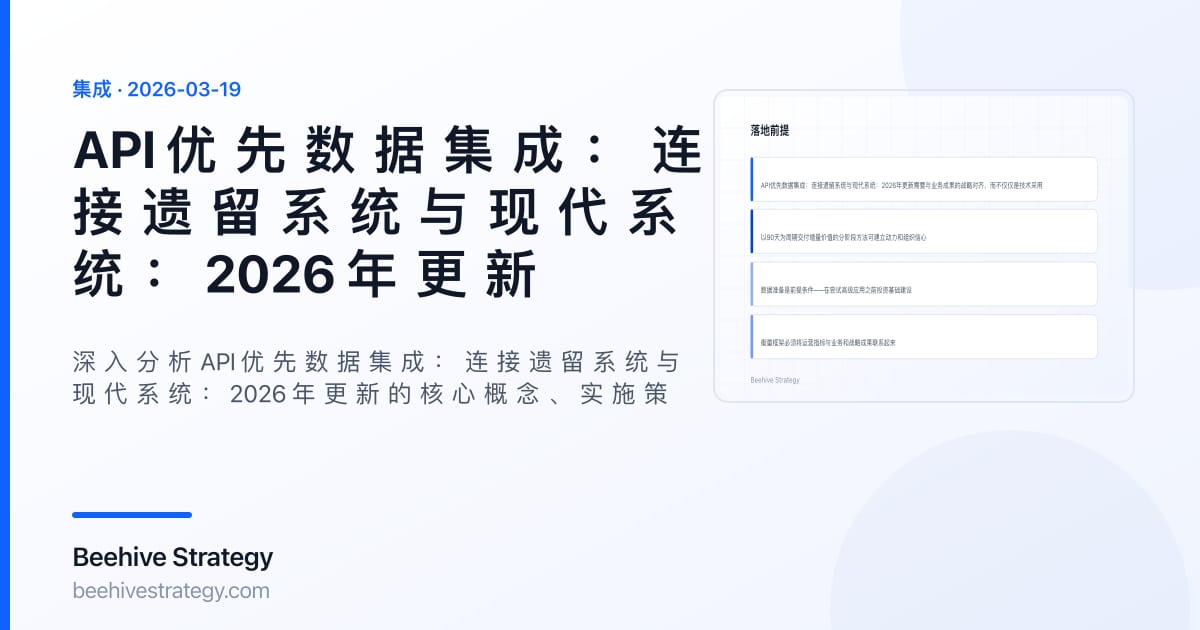 集成 · 2026-03-19
API优先数据集成：连
接遗留系统与现代系
统：2026年更新
深入分析API优先数据集成：连接遗留系统与
现代系统：2026年更新的核心概念、实施策
Beehive Strategy
beehivestrategy.com
落地前提
API优先数据集成：连接遗留系统与现代系统：2026年更新需要与业务成果的战略对齐，而不仅仅是技术采用
以90天为周期交付增量价值的分阶段方法可建立动力和组织信心
数据准备是前提条件——在尝试高级应用之前投资基础建设
衡量框架必须将运营指标与业务和战略成果联系起来
Beehive Strategy